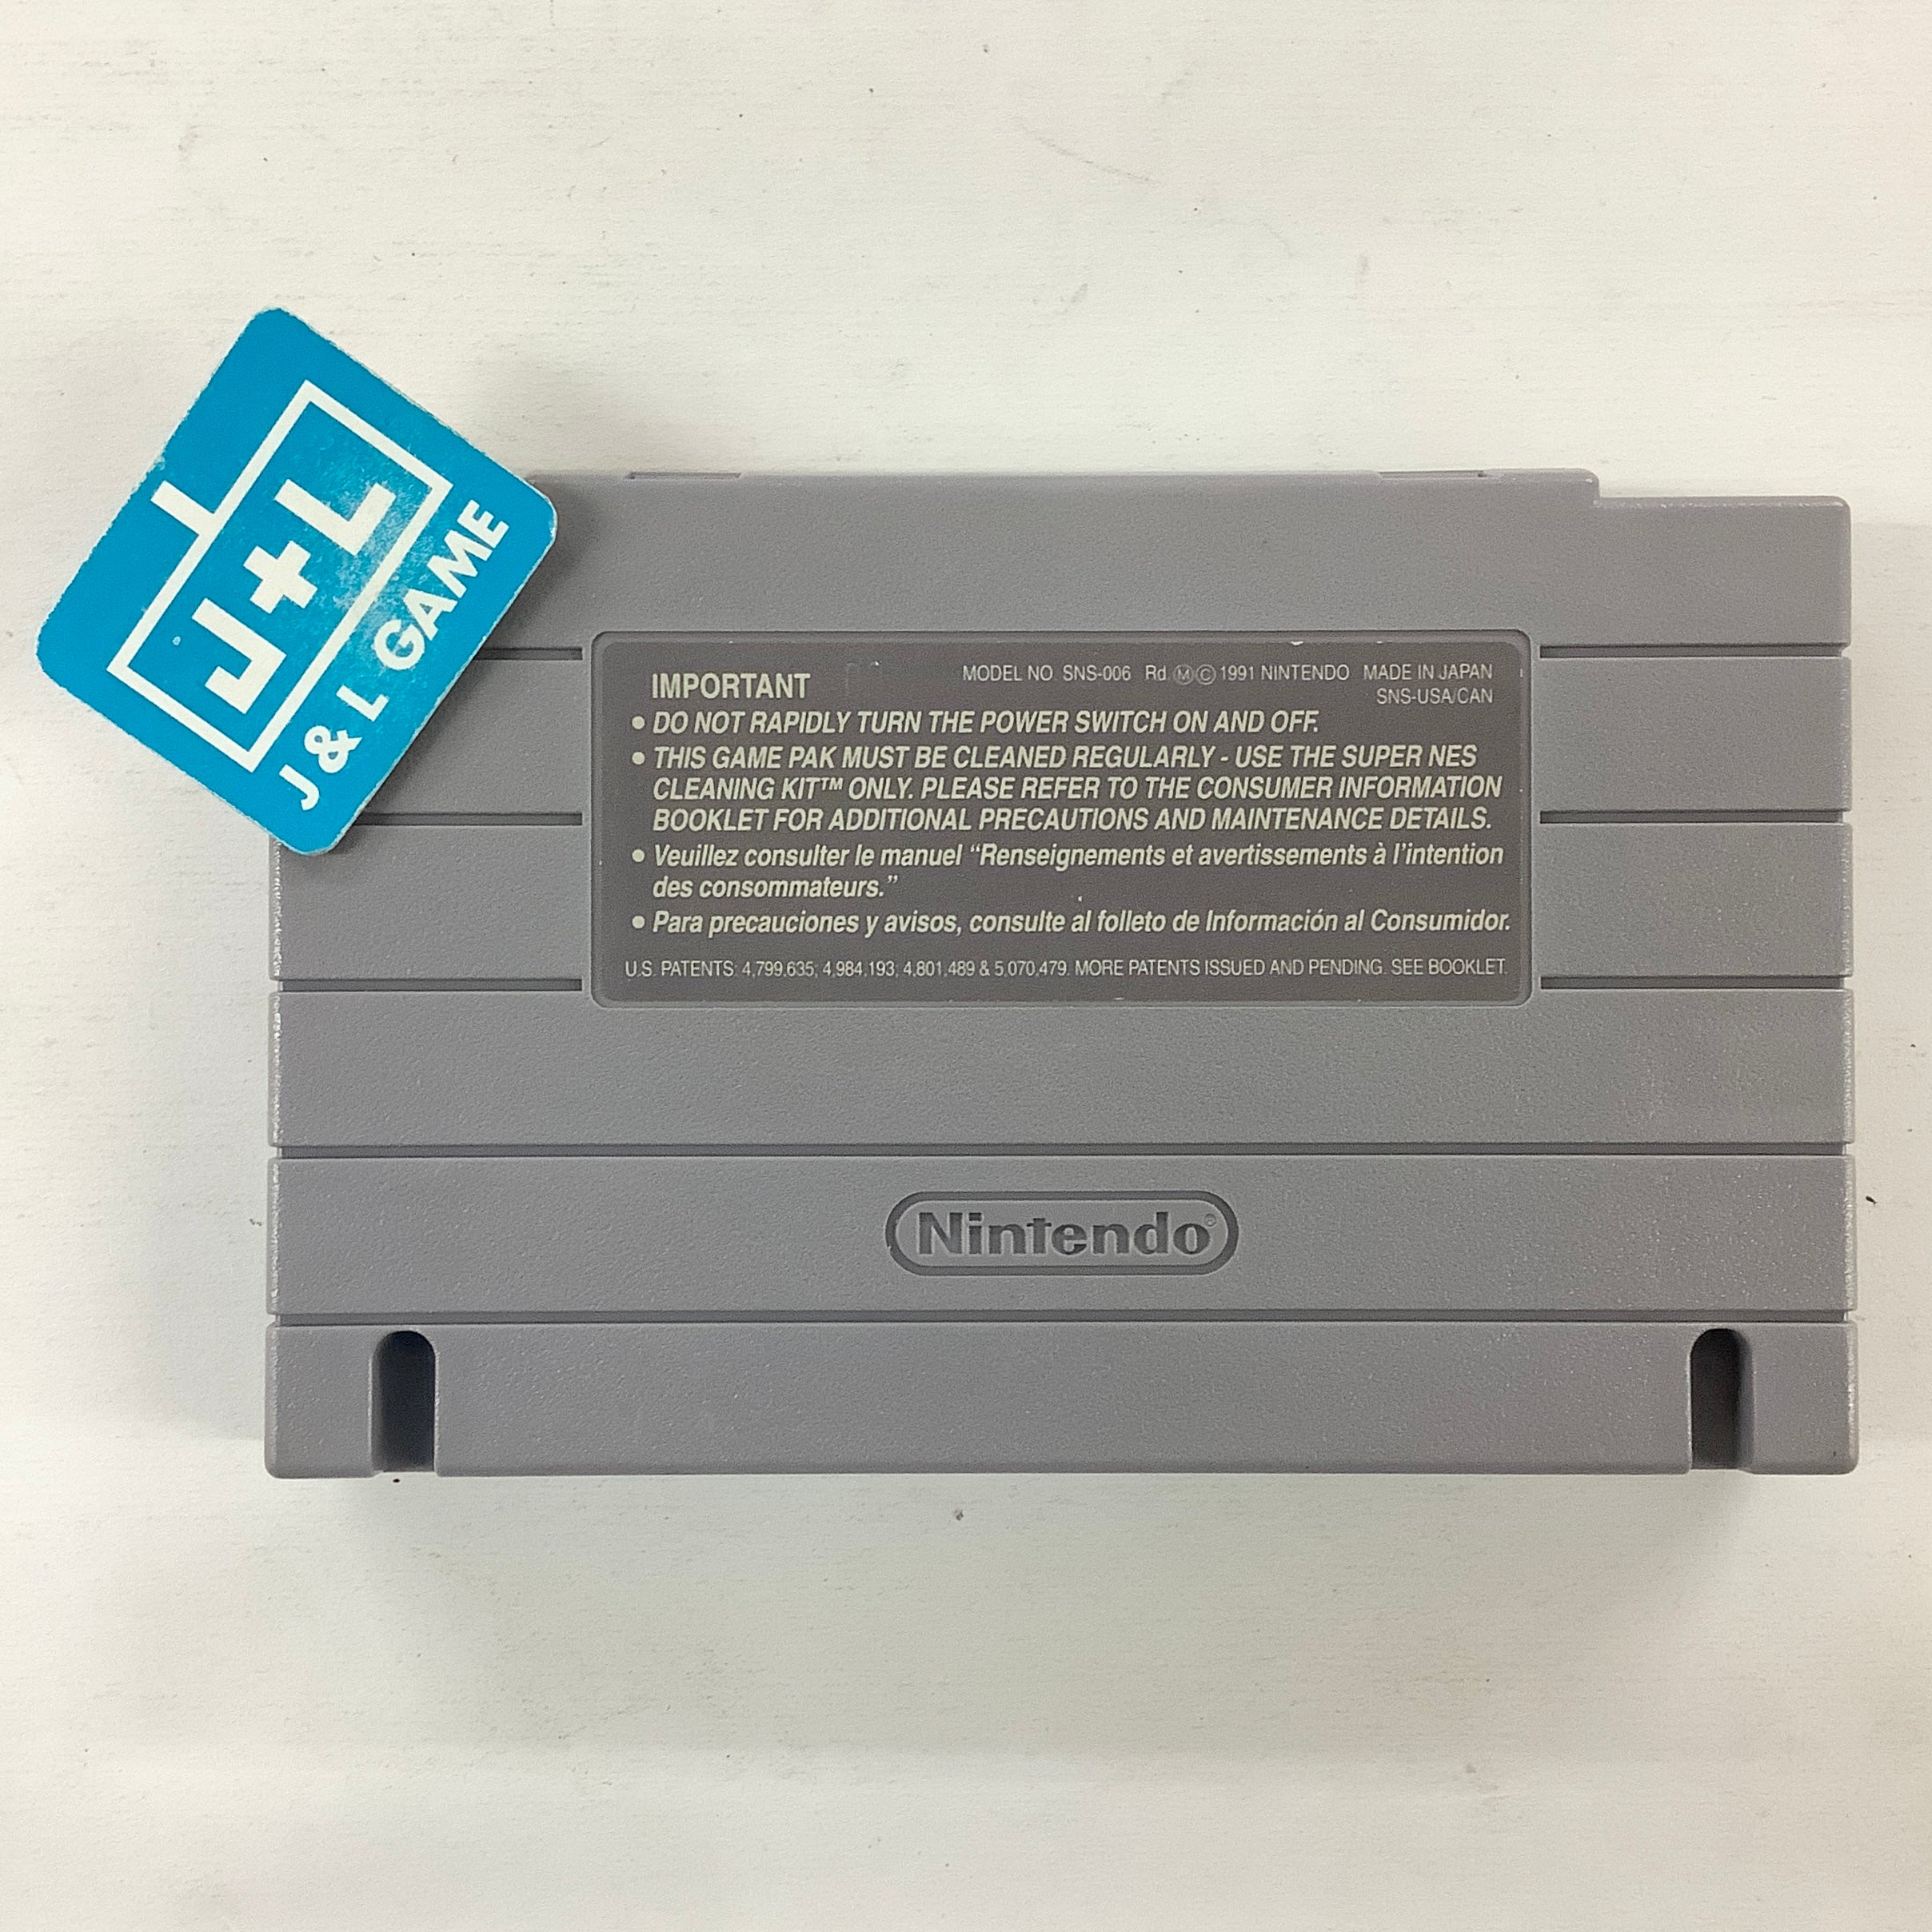 J+L
J & L GAME
IMPORTANT
MODEL NO SNS-006 Rd ⓂⒸ 1991 NINTENDO MADE IN JAPAN
SNS-USA/CAN
• DO NOT RAPIDLY TURN THE POWER SWITCH ON AND OFF.
• THIS GAME PAK MUST BE CLEANED REGULARLY - USE THE SUPER NES
CLEANING KIT™ ONLY. PLEASE REFER TO THE CONSUMER INFORMATION
BOOKLET FOR ADDITIONAL PRECAUTIONS AND MAINTENANCE DETAILS.
• Veuillez consulter le manuel “Renseignements et avertissements à l’intention
des consommateurs.”
• Para precauciones y avisos, consulte al folleto de Información al Consumidor.
U.S. PATENTS: 4,799,635; 4,984,193; 4,801,489 & 5,070,479. MORE PATENTS ISSUED AND PENDING. SEE BOOKLET.
Nintendo®